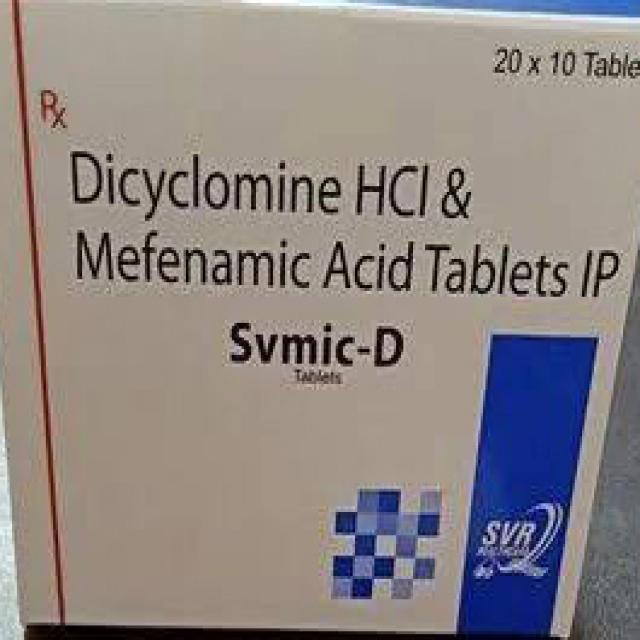 20 x 10 Table
Rx
Dicyclomine HCl &
Mefenamic Acid Tablets IP
Svmic-D
Tablets
SVR